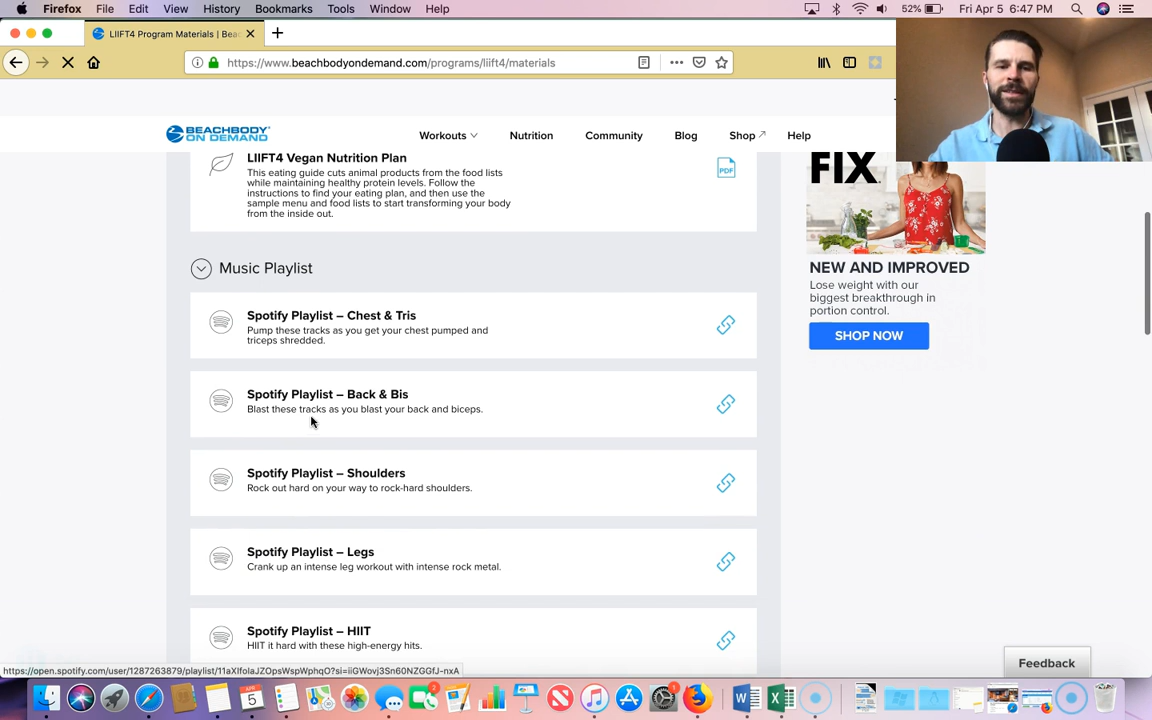 Firefox File Edit View History Bookmarks Tools Window Help 52% Fri Apr 5 6:47 PM
LIIFT4 Program Materials | Bea
https://www.beachbodyondemand.com/programs/liift4/materials
BEACHBODY
ON DEMAND
Workouts Nutrition Community Blog Shop Help
LIIFT4 Vegan Nutrition Plan
This eating guide cuts animal products from the food lists
while maintaining healthy protein levels. Follow the
instructions to find your eating plan, and then use the
sample menu and food lists to start transforming your body
from the inside out.
PDF
Music Playlist
Spotify Playlist – Chest & Tris
Pump these tracks as you get your chest pumped and
triceps shredded.
Spotify Playlist – Back & Bis
Blast these tracks as you blast your back and biceps.
Spotify Playlist – Shoulders
Rock out hard on your way to rock-hard shoulders.
Spotify Playlist – Legs
Crank up an intense leg workout with intense rock metal.
Spotify Playlist – HIIT
HIIT it hard with these high-energy hits.
FIX
NEW AND IMPROVED
Lose weight with our
biggest breakthrough in
portion control.
SHOP NOW
Feedback